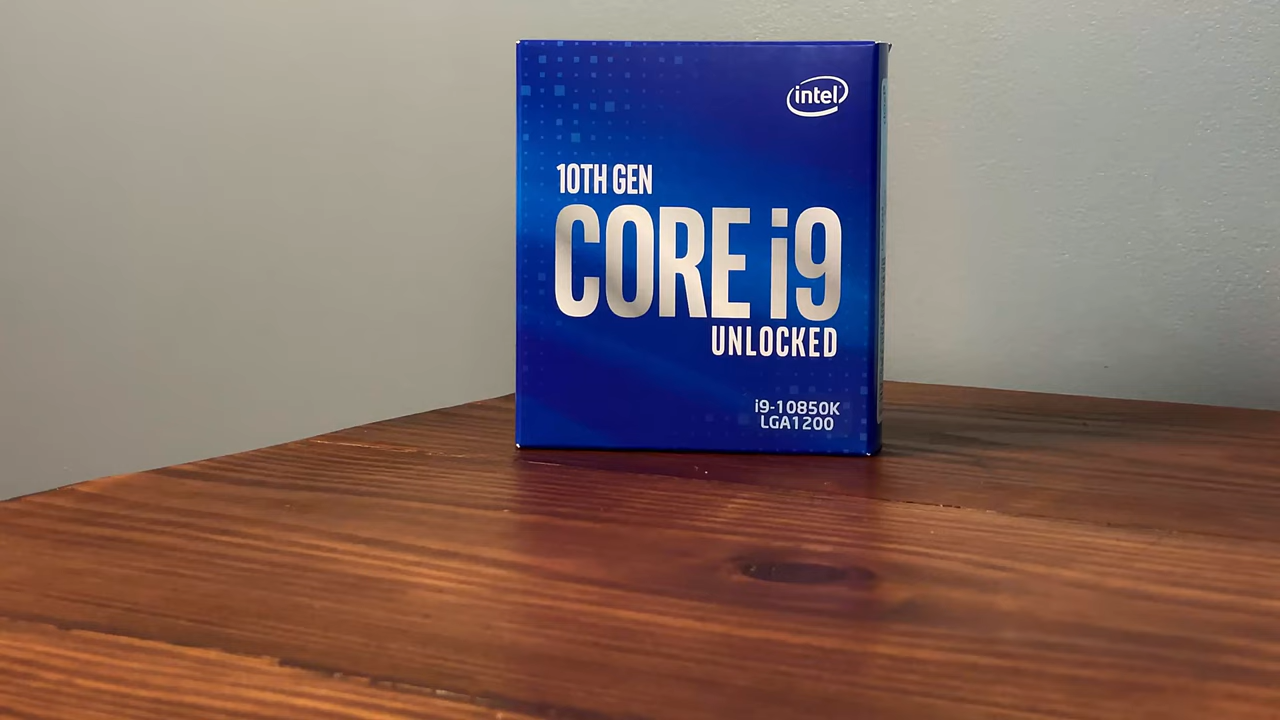 intel
10TH GEN
CORE i9
UNLOCKED
i9-10850K
LGA1200